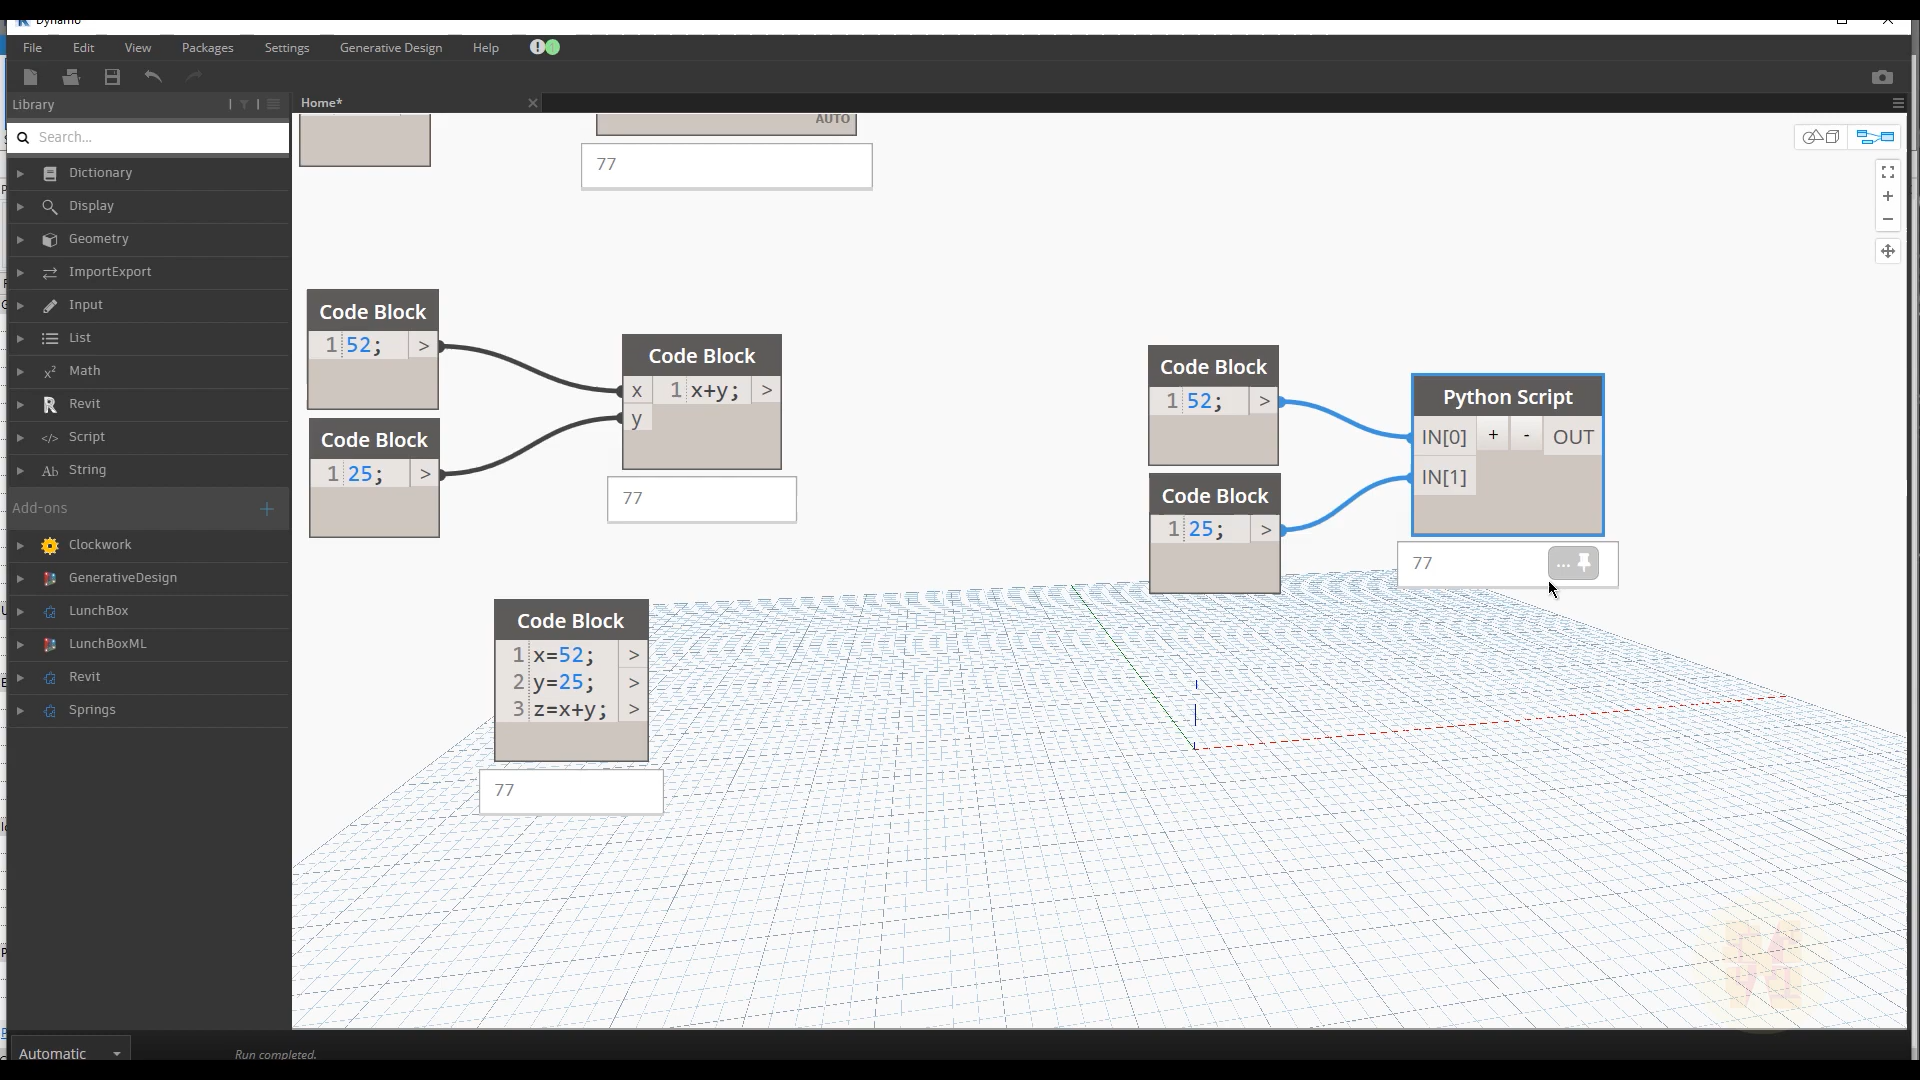 Dynamo
File Edit View Packages Settings Generative Design Help
Library
Home*
Search...
AUTO
77
Dictionary
Display
Geometry
ImportExport
Input
List
Math
Revit
Script
String
Add-ons
Clockwork
GenerativeDesign
LunchBox
LunchBoxML
Revit
Springs
Code Block
1 52; >
Code Block
1 25; >
Code Block
x 1 x+y; >
y
77
Code Block
1 52; >
Code Block
1 25; >
Python Script
IN[0] + - OUT
IN[1]
77 ...
Code Block
1 x=52; >
2 y=25; >
3 z=x+y; >
77
Automatic
Run completed.